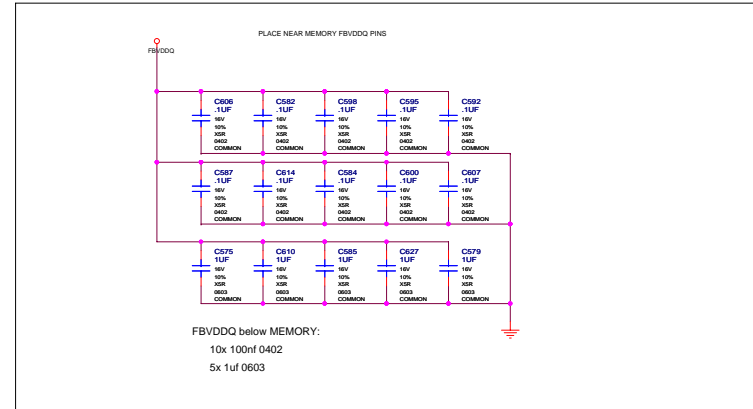 PLACE NEAR MEMORY FBVDDQ PINS
FBVDDQ
C606 C582 C598 C595 C592
.1UF .1UF .1UF .1UF .1UF
16V 16V 16V 16V 16V
10% 10% 10% 10% 10%
X5R X5R X5R X5R X5R
0402 0402 0402 0402 0402
COMMON COMMON COMMON COMMON COMMON
C587 C614 C584 C600 C607
.1UF .1UF .1UF .1UF .1UF
16V 16V 16V 16V 16V
10% 10% 10% 10% 10%
X5R X5R X5R X5R X5R
0402 0402 0402 0402 0402
COMMON COMMON COMMON COMMON COMMON
C575 C610 C585 C627 C579
1UF 1UF 1UF 1UF 1UF
16V 16V 16V 16V 16V
10% 10% 10% 10% 10%
X5R X5R X5R X5R X5R
0603 0603 0603 0603 0603
COMMON COMMON COMMON COMMON COMMON
FBVDDQ below MEMORY:
10x 100nf 0402
5x 1uf 0603